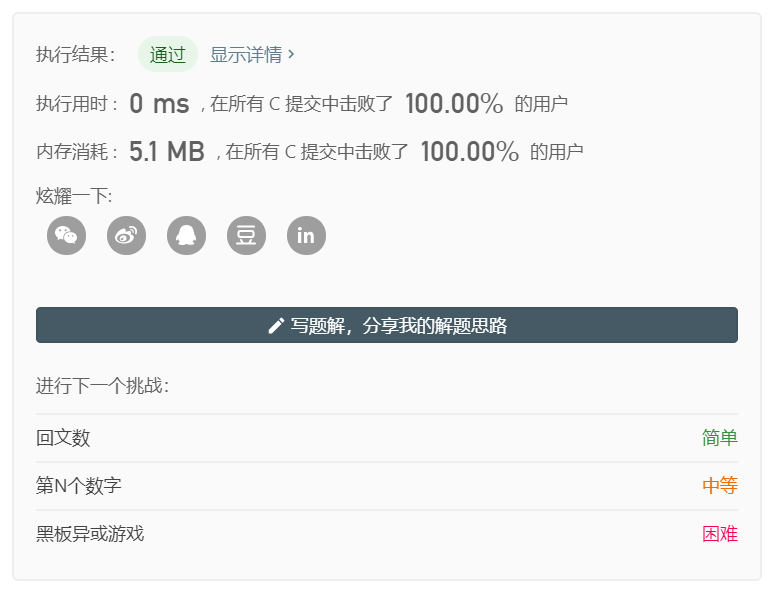 执行结果： 通过 显示详情 ›
执行用时 : 0 ms , 在所有 C 提交中击败了 100.00% 的用户
内存消耗 : 5.1 MB , 在所有 C 提交中击败了 100.00% 的用户
炫耀一下:
豆 in
写题解，分享我的解题思路
进行下一个挑战：
回文数 简单
第N个数字 中等
黑板异或游戏 困难